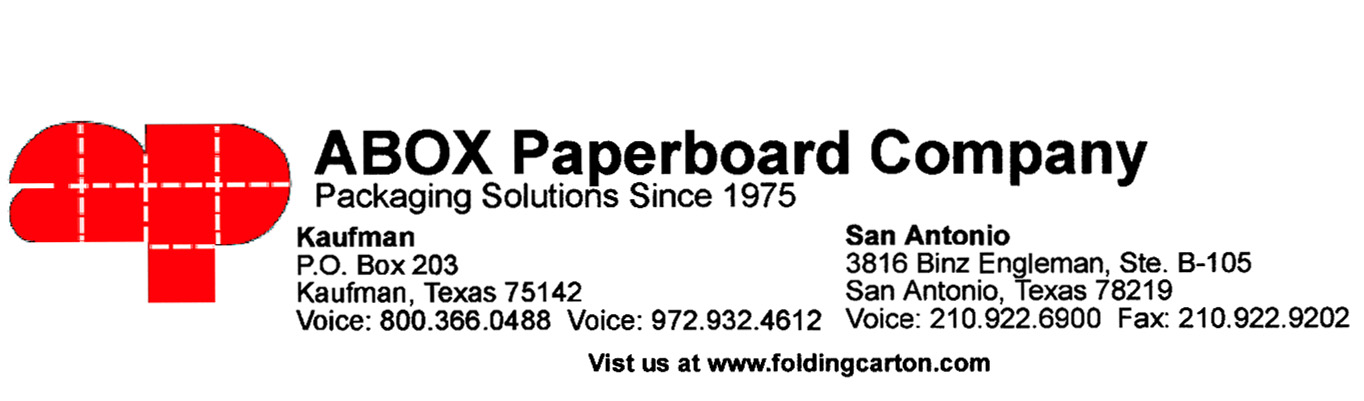 ABOX Paperboard Company
Packaging Solutions Since 1975
Kaufman
P.O. Box 203
Kaufman, Texas 75142
Voice: 800.366.0488 Voice: 972.932.4612
San Antonio
3816 Binz Engleman, Ste. B-105
San Antonio, Texas 78219
Voice: 210.922.6900 Fax: 210.922.9202
Vist us at www.foldingcarton.com